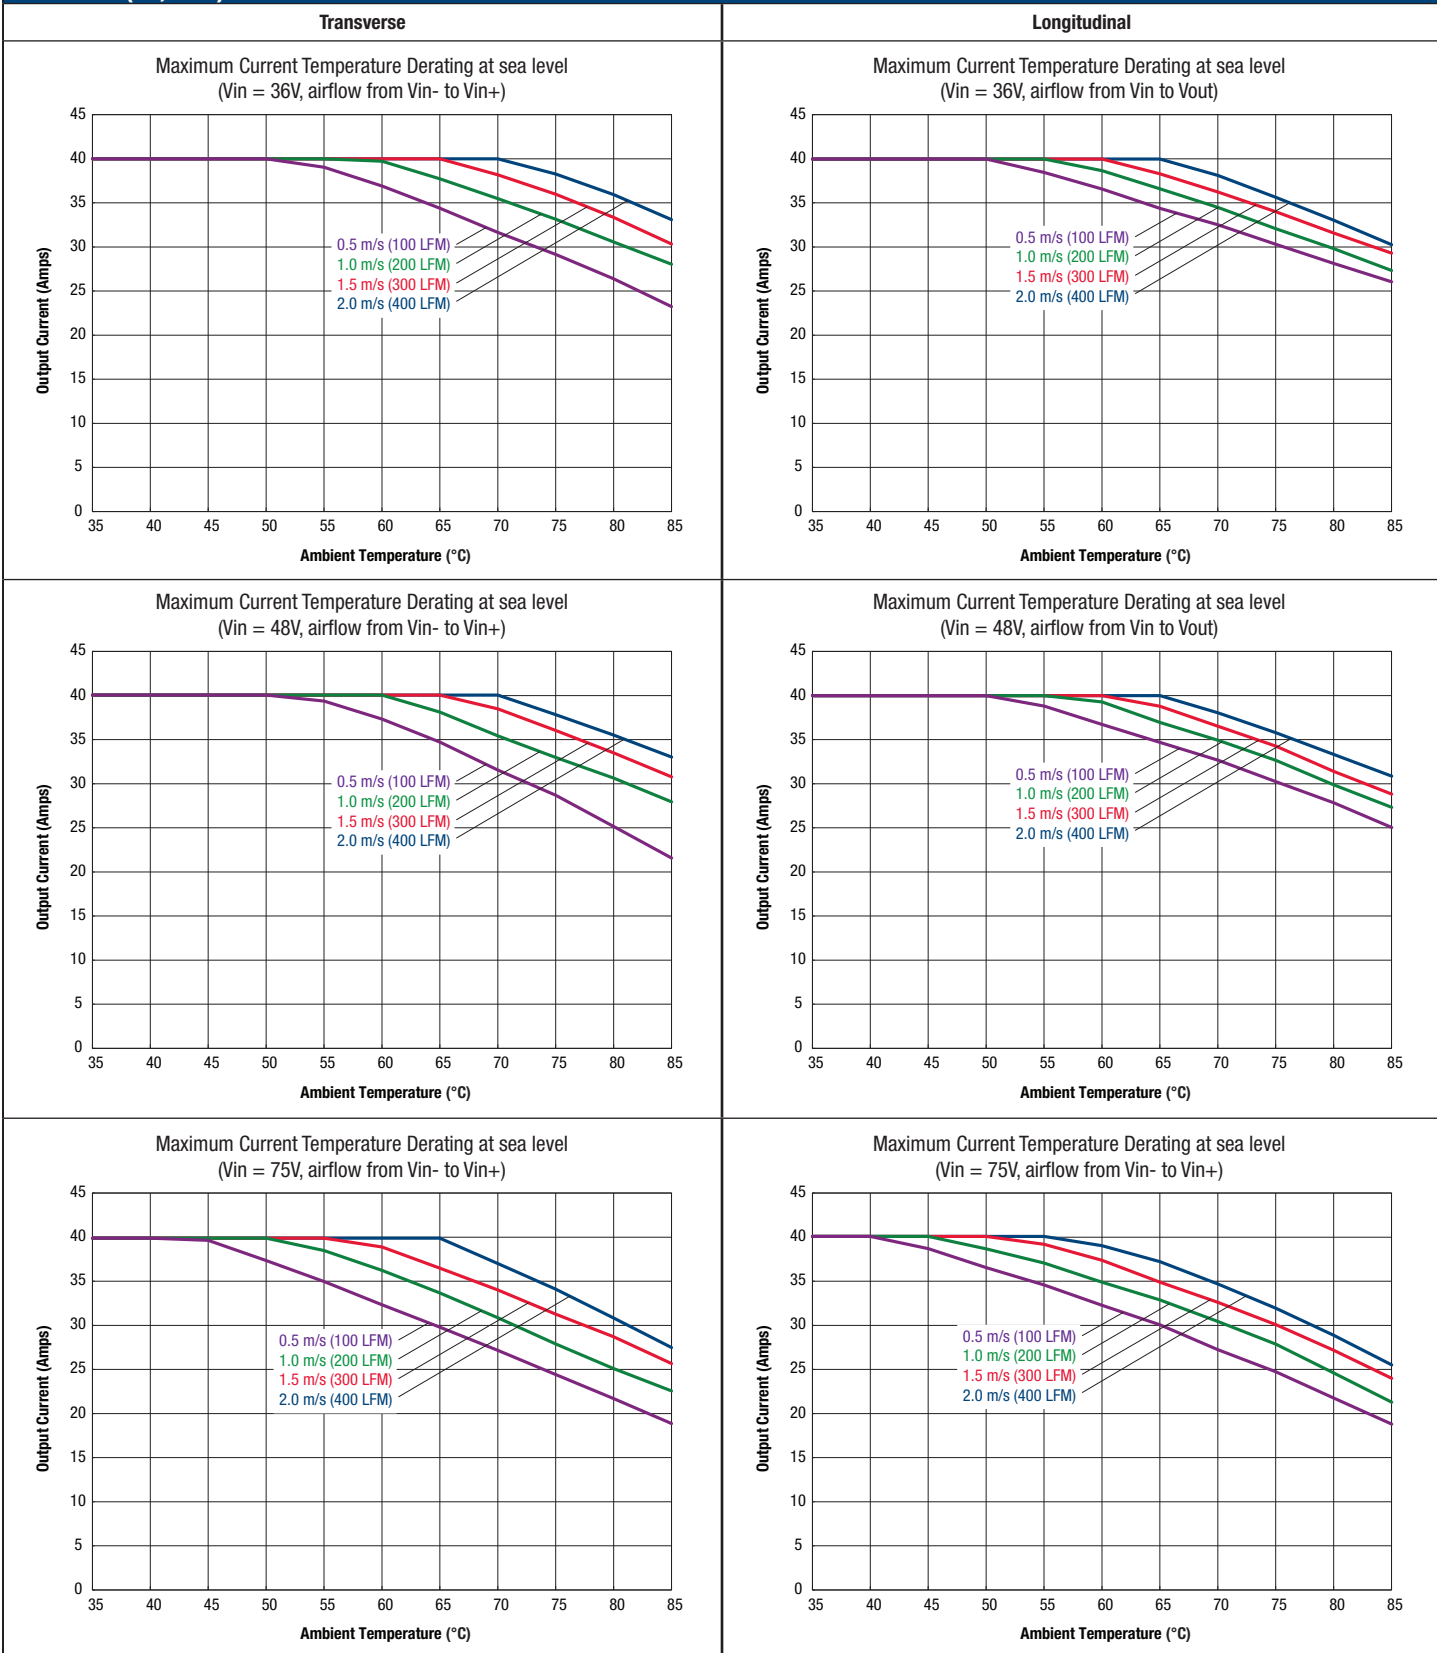 Transverse
Longitudinal
Maximum Current Temperature Derating at sea level
(Vin = 36V, airflow from Vin- to Vin+)
45
40
35
30
25
20
15
10
5
0
Output Current (Amps)
0.5 m/s (100 LFM)
1.0 m/s (200 LFM)
1.5 m/s (300 LFM)
2.0 m/s (400 LFM)
35 40 45 50 55 60 65 70 75 80 85
Ambient Temperature (°C)
Maximum Current Temperature Derating at sea level
(Vin = 36V, airflow from Vin to Vout)
45
40
35
30
25
20
15
10
5
0
Output Current (Amps)
0.5 m/s (100 LFM)
1.0 m/s (200 LFM)
1.5 m/s (300 LFM)
2.0 m/s (400 LFM)
35 40 45 50 55 60 65 70 75 80 85
Ambient Temperature (°C)
Maximum Current Temperature Derating at sea level
(Vin = 48V, airflow from Vin- to Vin+)
45
40
35
30
25
20
15
10
5
0
Output Current (Amps)
0.5 m/s (100 LFM)
1.0 m/s (200 LFM)
1.5 m/s (300 LFM)
2.0 m/s (400 LFM)
35 40 45 50 55 60 65 70 75 80 85
Ambient Temperature (°C)
Maximum Current Temperature Derating at sea level
(Vin = 48V, airflow from Vin to Vout)
45
40
35
30
25
20
15
10
5
0
Output Current (Amps)
0.5 m/s (100 LFM)
1.0 m/s (200 LFM)
1.5 m/s (300 LFM)
2.0 m/s (400 LFM)
35 40 45 50 55 60 65 70 75 80 85
Ambient Temperature (°C)
Maximum Current Temperature Derating at sea level
(Vin = 75V, airflow from Vin- to Vin+)
45
40
35
30
25
20
15
10
5
0
Output Current (Amps)
0.5 m/s (100 LFM)
1.0 m/s (200 LFM)
1.5 m/s (300 LFM)
2.0 m/s (400 LFM)
35 40 45 50 55 60 65 70 75 80 85
Ambient Temperature (°C)
Maximum Current Temperature Derating at sea level
(Vin = 75V, airflow from Vin- to Vin+)
45
40
35
30
25
20
15
10
5
0
Output Current (Amps)
0.5 m/s (100 LFM)
1.0 m/s (200 LFM)
1.5 m/s (300 LFM)
2.0 m/s (400 LFM)
35 40 45 50 55 60 65 70 75 80 85
Ambient Temperature (°C)